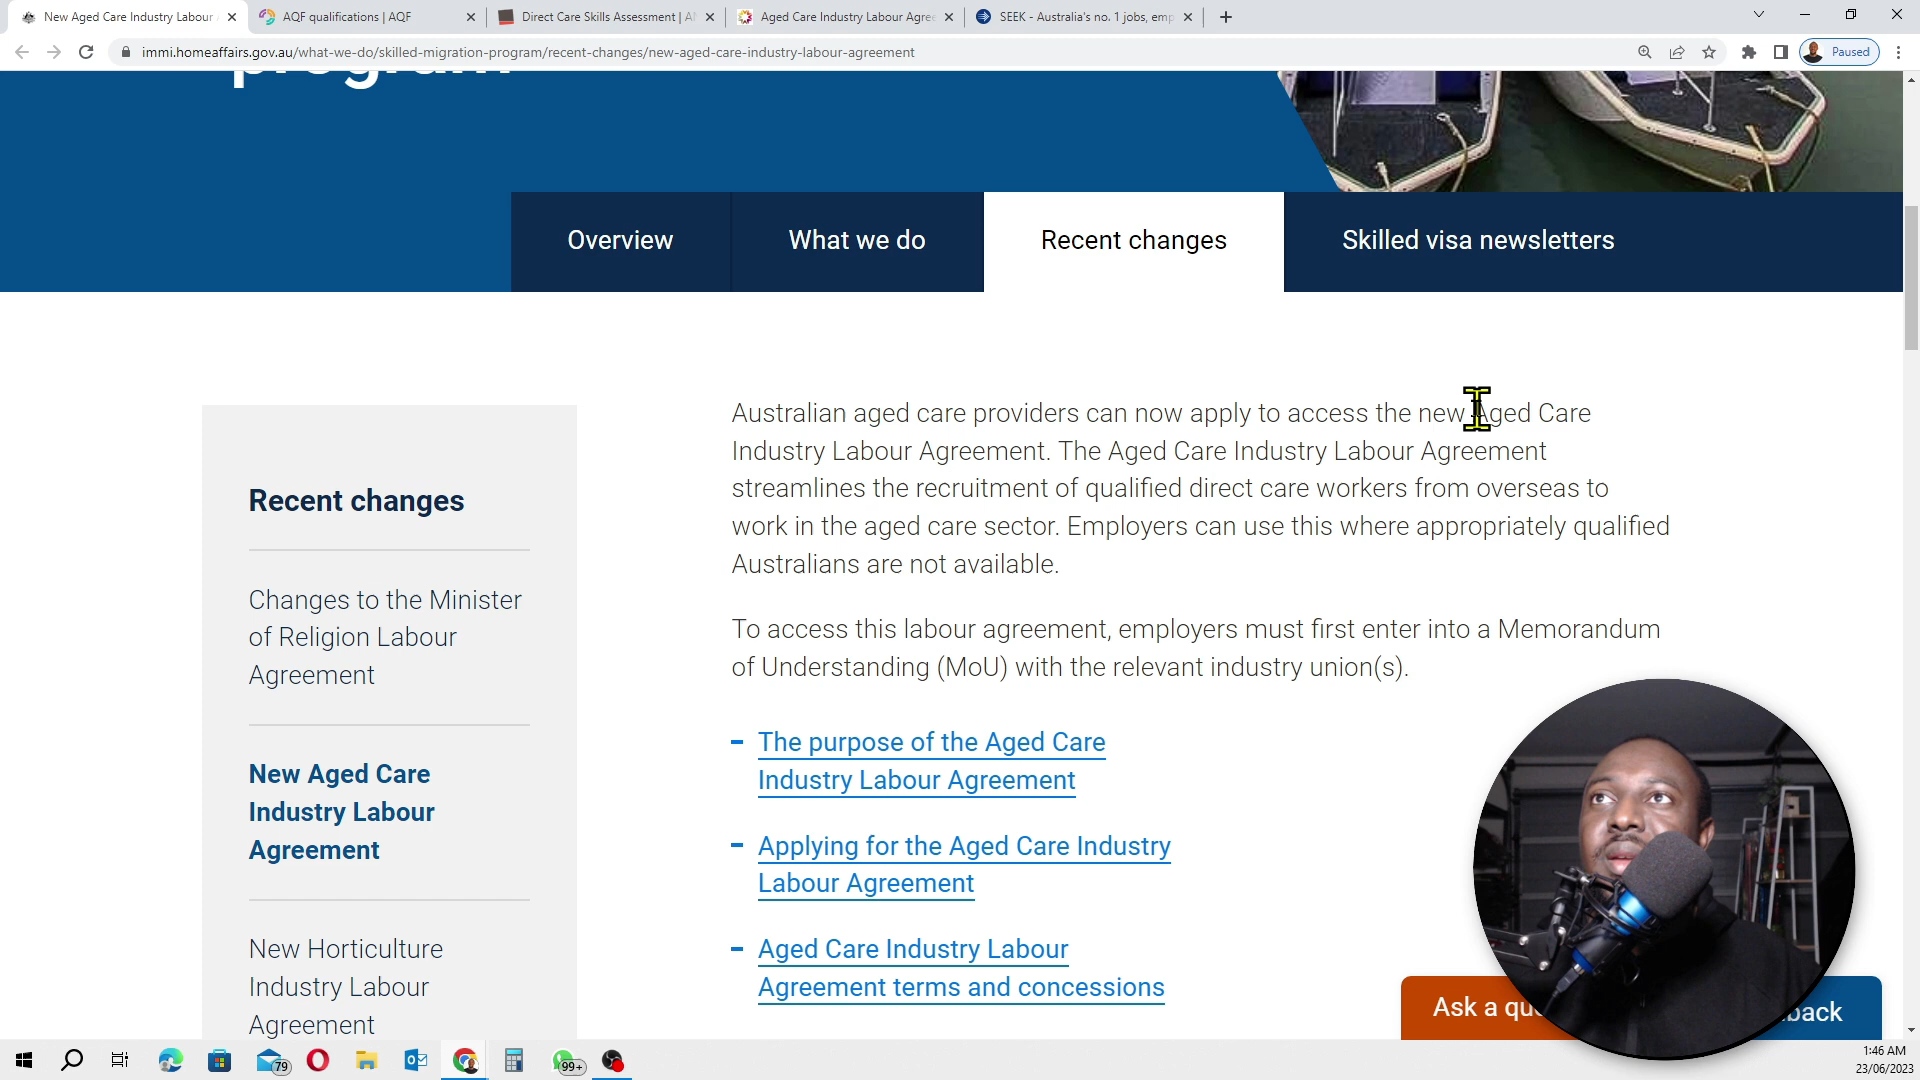 New Aged Care Industry Labour
AQF qualifications | AQF
Direct Care Skills Assessment |
Aged Care Industry Labour Agree
SEEK - Australia's no. 1 jobs, emp
immi.homeaffairs.gov.au/what-we-do/skilled-migration-program/recent-changes/new-aged-care-industry-labour-agreement
Paused
program
Overview
What we do
Recent changes
Skilled visa newsletters
Recent changes
Changes to the Minister
of Religion Labour
Agreement
New Aged Care
Industry Labour
Agreement
New Horticulture
Industry Labour
Agreement
Australian aged care providers can now apply to access the new Aged Care
Industry Labour Agreement. The Aged Care Industry Labour Agreement
streamlines the recruitment of qualified direct care workers from overseas to
work in the aged care sector. Employers can use this where appropriately qualified
Australians are not available.
To access this labour agreement, employers must first enter into a Memorandum
of Understanding (MoU) with the relevant industry union(s).
The purpose of the Aged Care
Industry Labour Agreement
Applying for the Aged Care Industry
Labour Agreement
Aged Care Industry Labour
Agreement terms and concessions
Ask a qu
back
79
99+
1:46 AM
23/06/2023